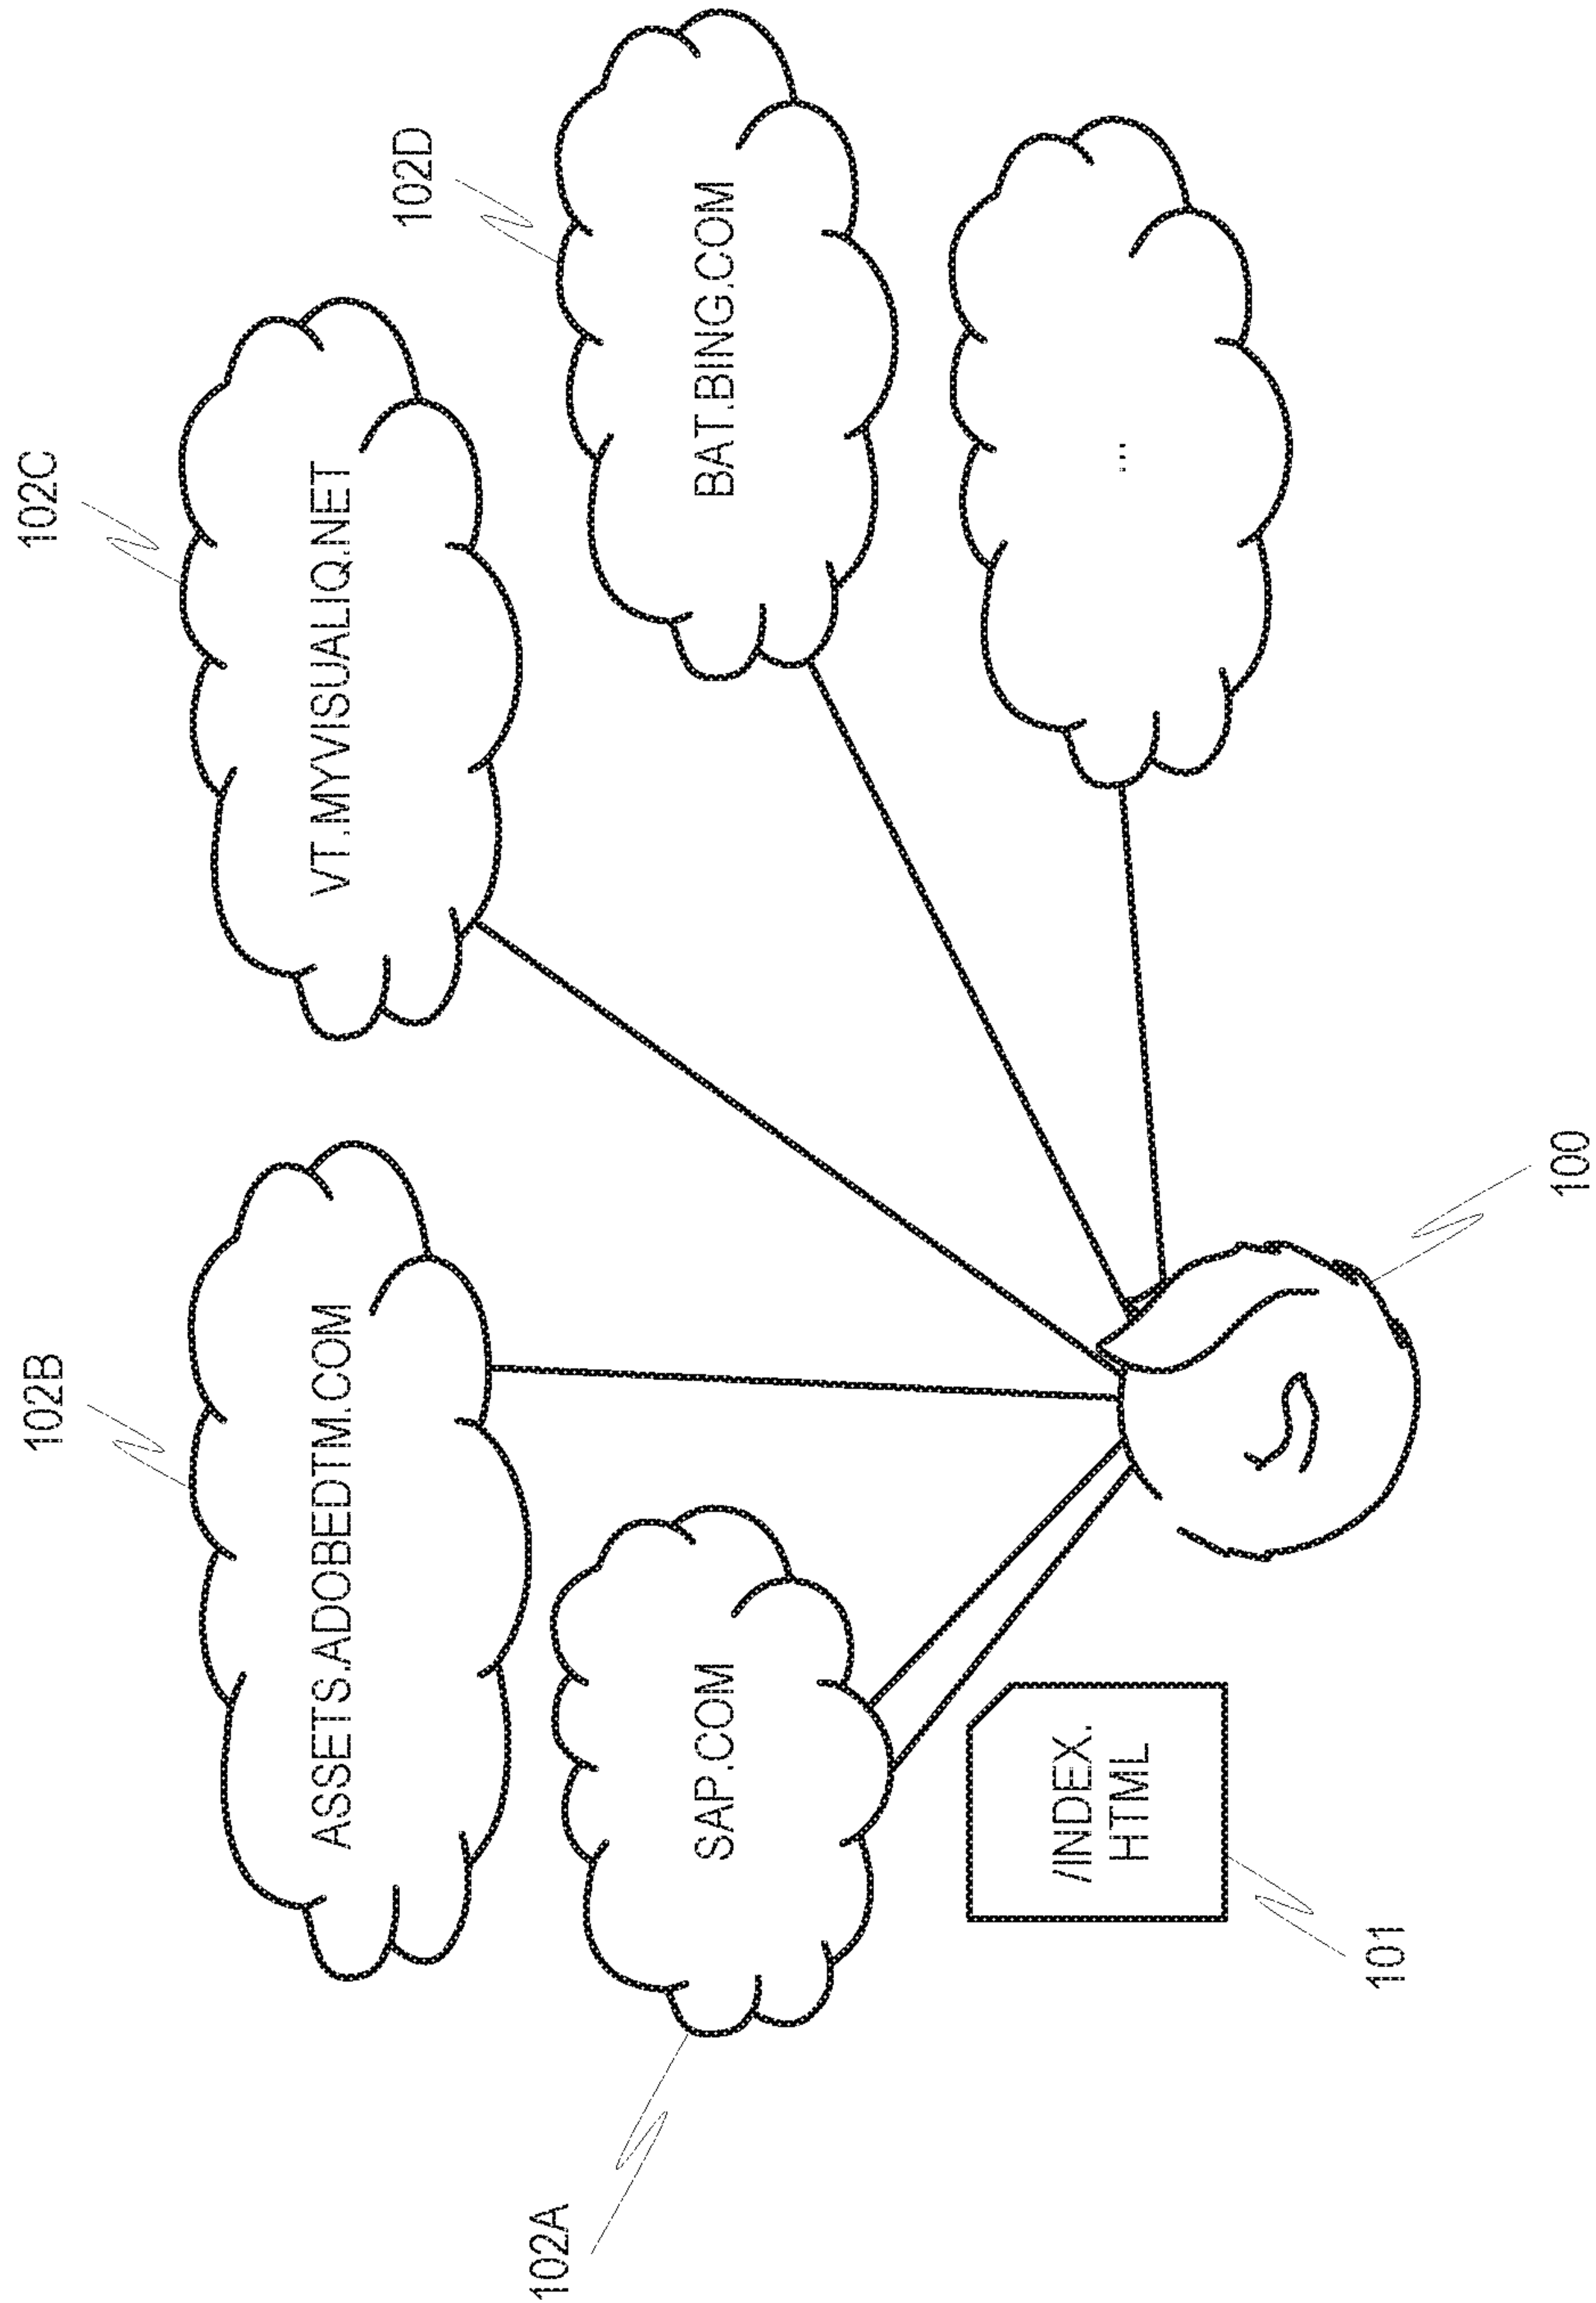 102B
102C
ASSETS.ADOBEDTM.COM
VT.MYVISUALIQ.NET
102D
102A
SAP.COM
BAT.BING.COM
/INDEX.
HTML
...
101
100